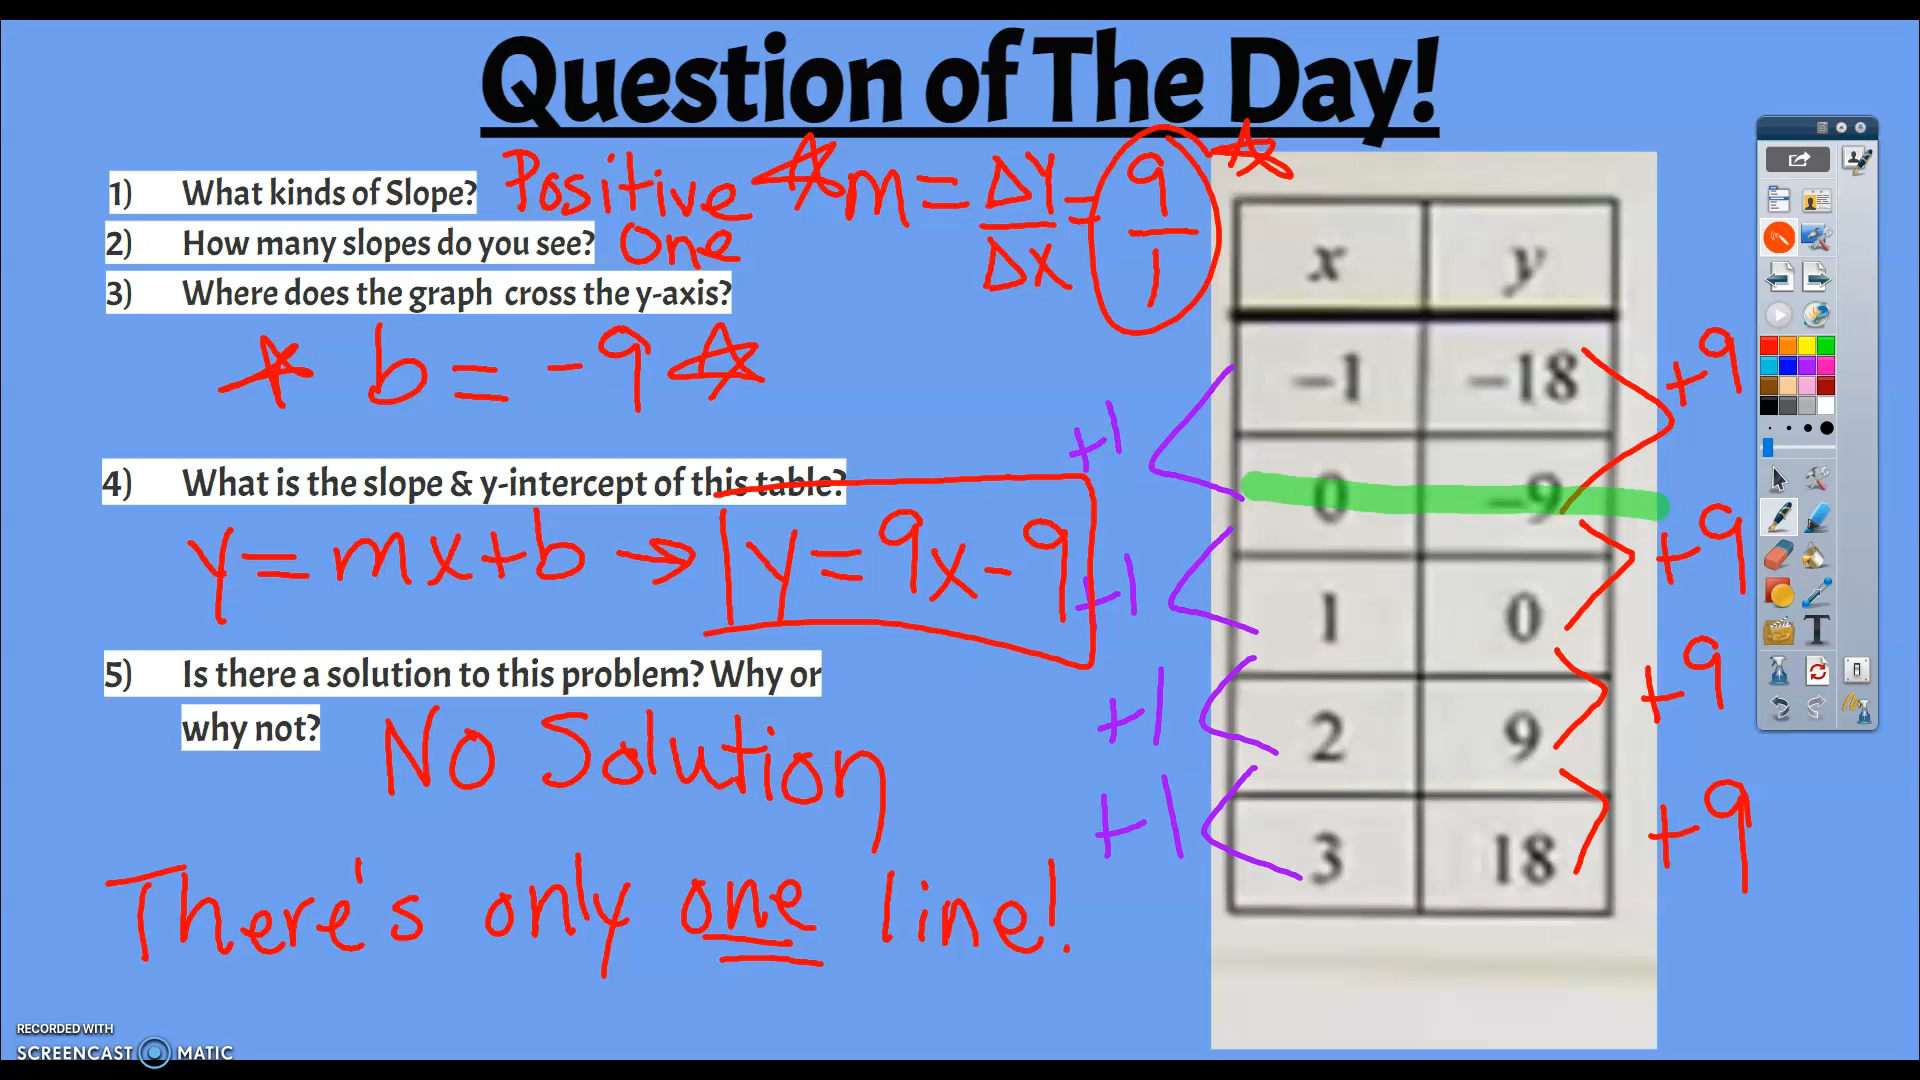 Question of The Day!
1) What kinds of Slope? Positive m = ΔY/ΔX = 9/1
2) How many slopes do you see? One
3) Where does the graph cross the y-axis?
b = -9
4) What is the slope & y-intercept of this table?
y = mx+b → y = 9x - 9
5) Is there a solution to this problem? Why or
why not? No Solution
There's only one line!
x y
-1 -18
0 -9
1 0
2 9
3 18
+1
+1
+1
+1
+9
+9
+9
+9
T
RECORDED WITH
SCREENCAST MATIC